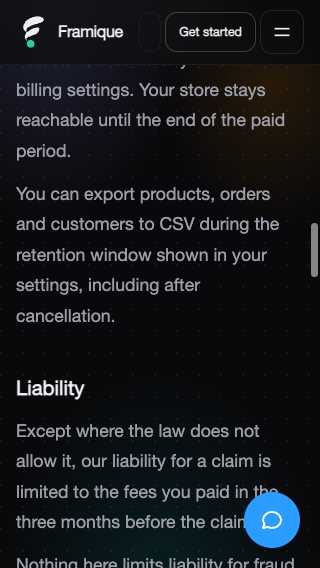 Framique
Get started
billing settings. Your store stays
reachable until the end of the paid
period.
You can export products, orders
and customers to CSV during the
retention window shown in your
settings, including after
cancellation.
Liability
Except where the law does not
allow it, our liability for a claim is
limited to the fees you paid in the
three months before the claim
Nothing here limits liability for fraud